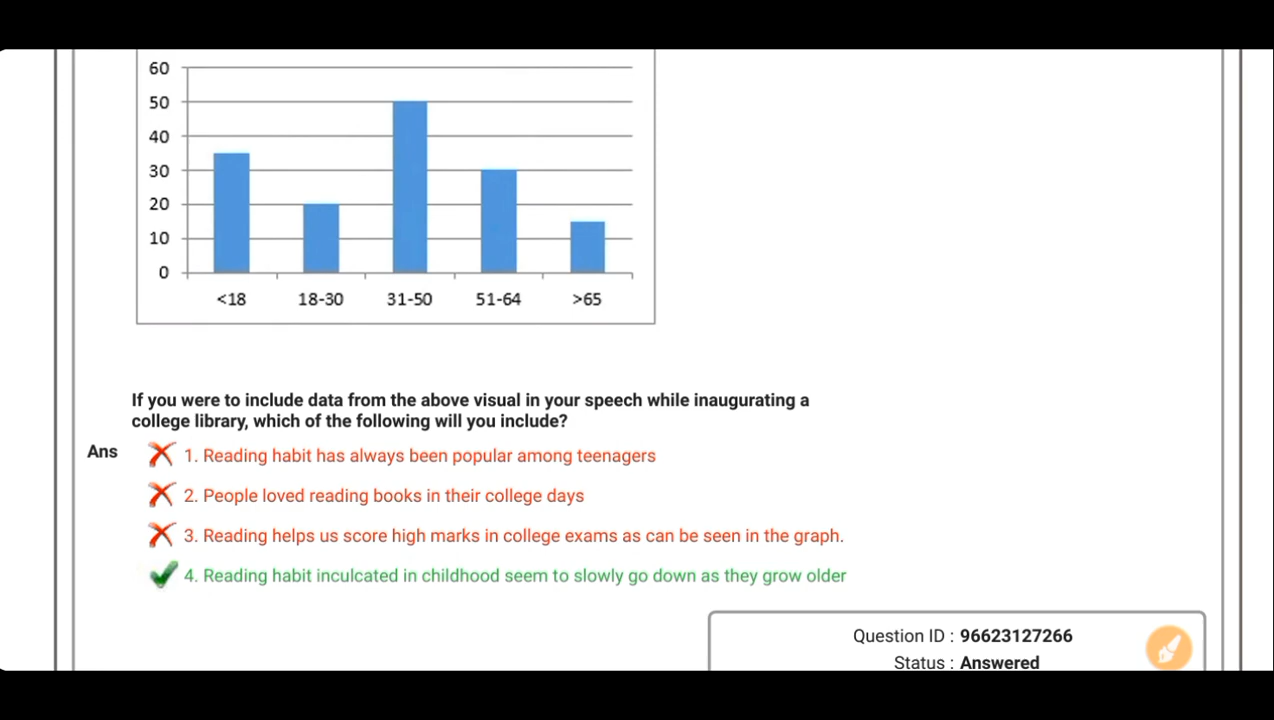 60
50
40
30
20
10
0
<18 18-30 31-50 51-64 >65
If you were to include data from the above visual in your speech while inaugurating a
college library, which of the following will you include?
Ans 1. Reading habit has always been popular among teenagers
2. People loved reading books in their college days
3. Reading helps us score high marks in college exams as can be seen in the graph.
4. Reading habit inculcated in childhood seem to slowly go down as they grow older
Question ID : 96623127266
Status : Answered